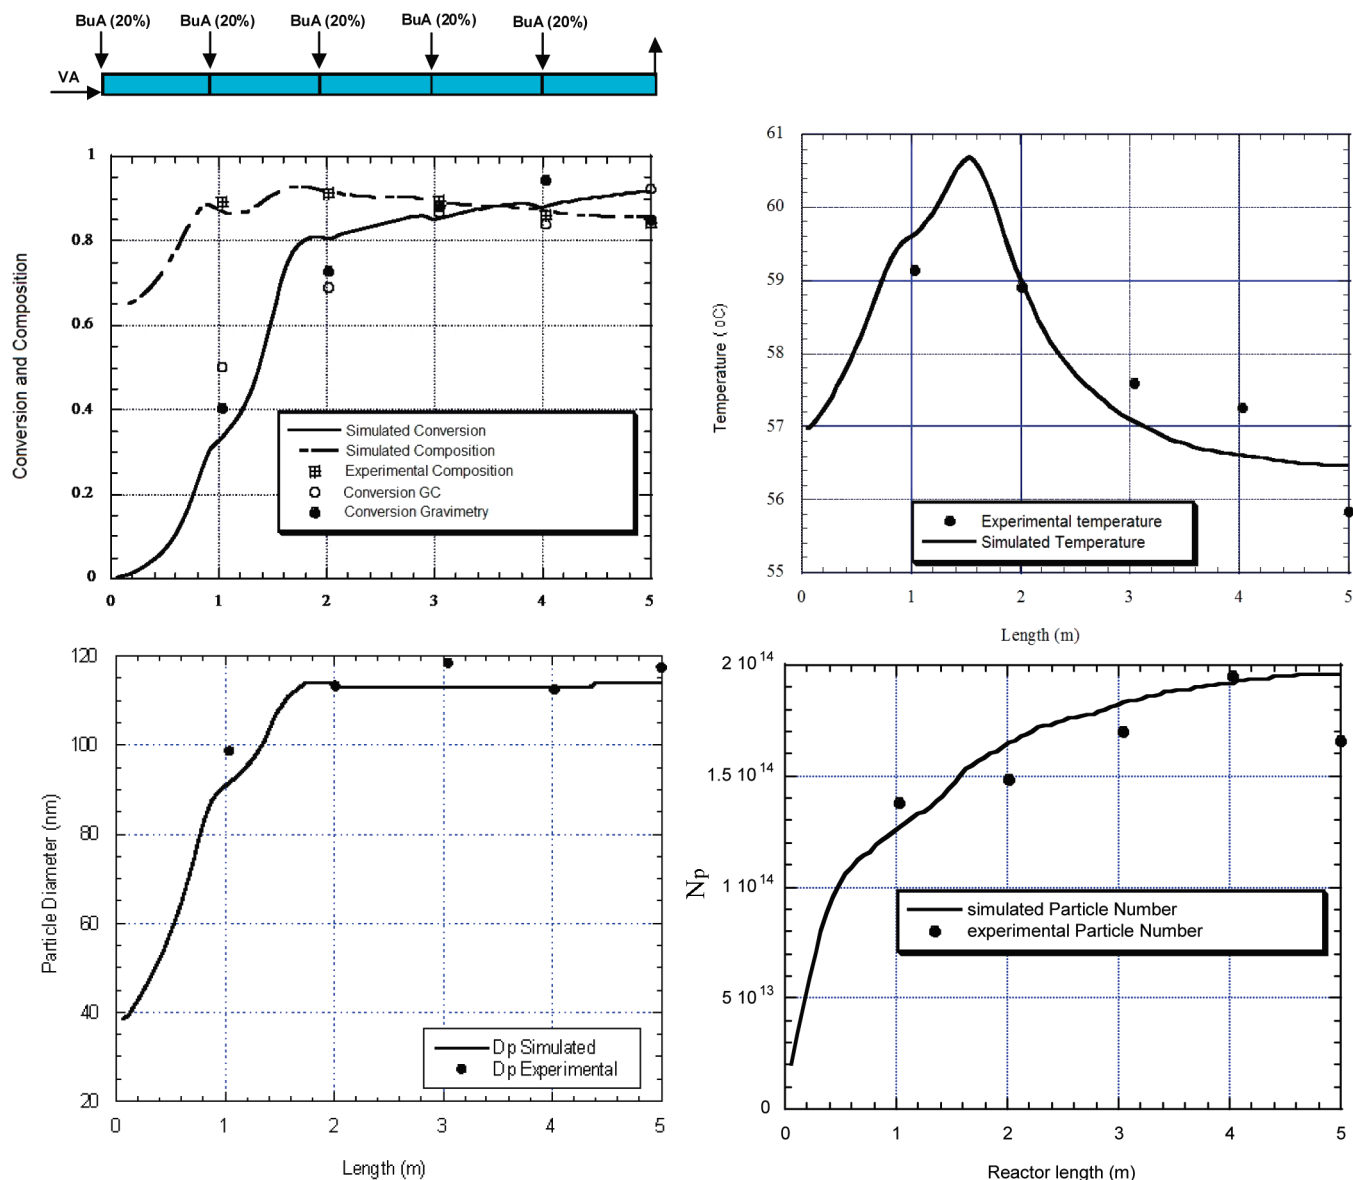 BuA (20%) BuA (20%) BuA (20%) BuA (20%) BuA (20%)
VA
1
0.8
0.6
0.4
0.2
0
Conversion and Composition
Simulated Conversion
Simulated Composition
Experimental Composition
Conversion GC
Conversion Gravimetry
0 1 2 3 4 5
61
60
59
58
57
56
55
Temperature ( oC)
Experimental temperature
Simulated Temperature
0 1 2 3 4 5
Length (m)
120
100
80
60
40
20
Particle Diameter (nm)
Dp Simulated
Dp Experimental
0 1 2 3 4 5
Length (m)
2 10^14
1.5 10^14
1 10^14
5 10^13
0
Np
simulated Particle Number
experimental Particle Number
0 1 2 3 4 5
Reactor length (m)